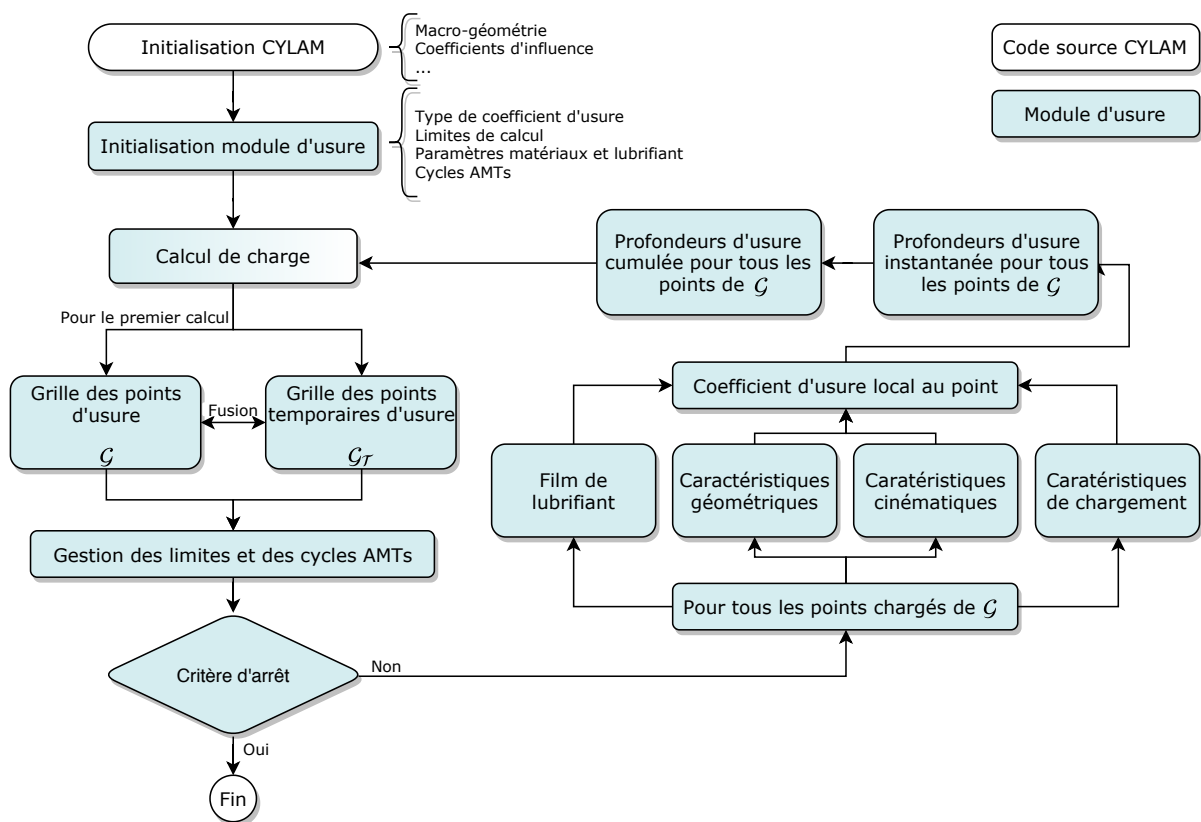 Initialisation CYLAM
Macro-géométrie
Coefficients d'influence
...
Code source CYLAM
Module d'usure
Initialisation module d'usure
Type de coefficient d'usure
Limites de calcul
Paramètres matériaux et lubrifiant
Cycles AMTs
Calcul de charge
Profondeurs d'usure
cumulée pour tous les
points de 𝒢
Profondeurs d'usure
instantanée pour tous
les points de 𝒢
Pour le premier calcul
Grille des points
d'usure
𝒢
Fusion
Grille des points
temporaires d'usure
𝒢_𝒯
Coefficient d'usure local au point
Film de
lubrifiant
Caractéristiques
géométriques
Caratéristiques
cinématiques
Caratéristiques
de chargement
Gestion des limites et des cycles AMTs
Pour tous les points chargés de 𝒢
Critère d'arrêt
Non
Oui
Fin